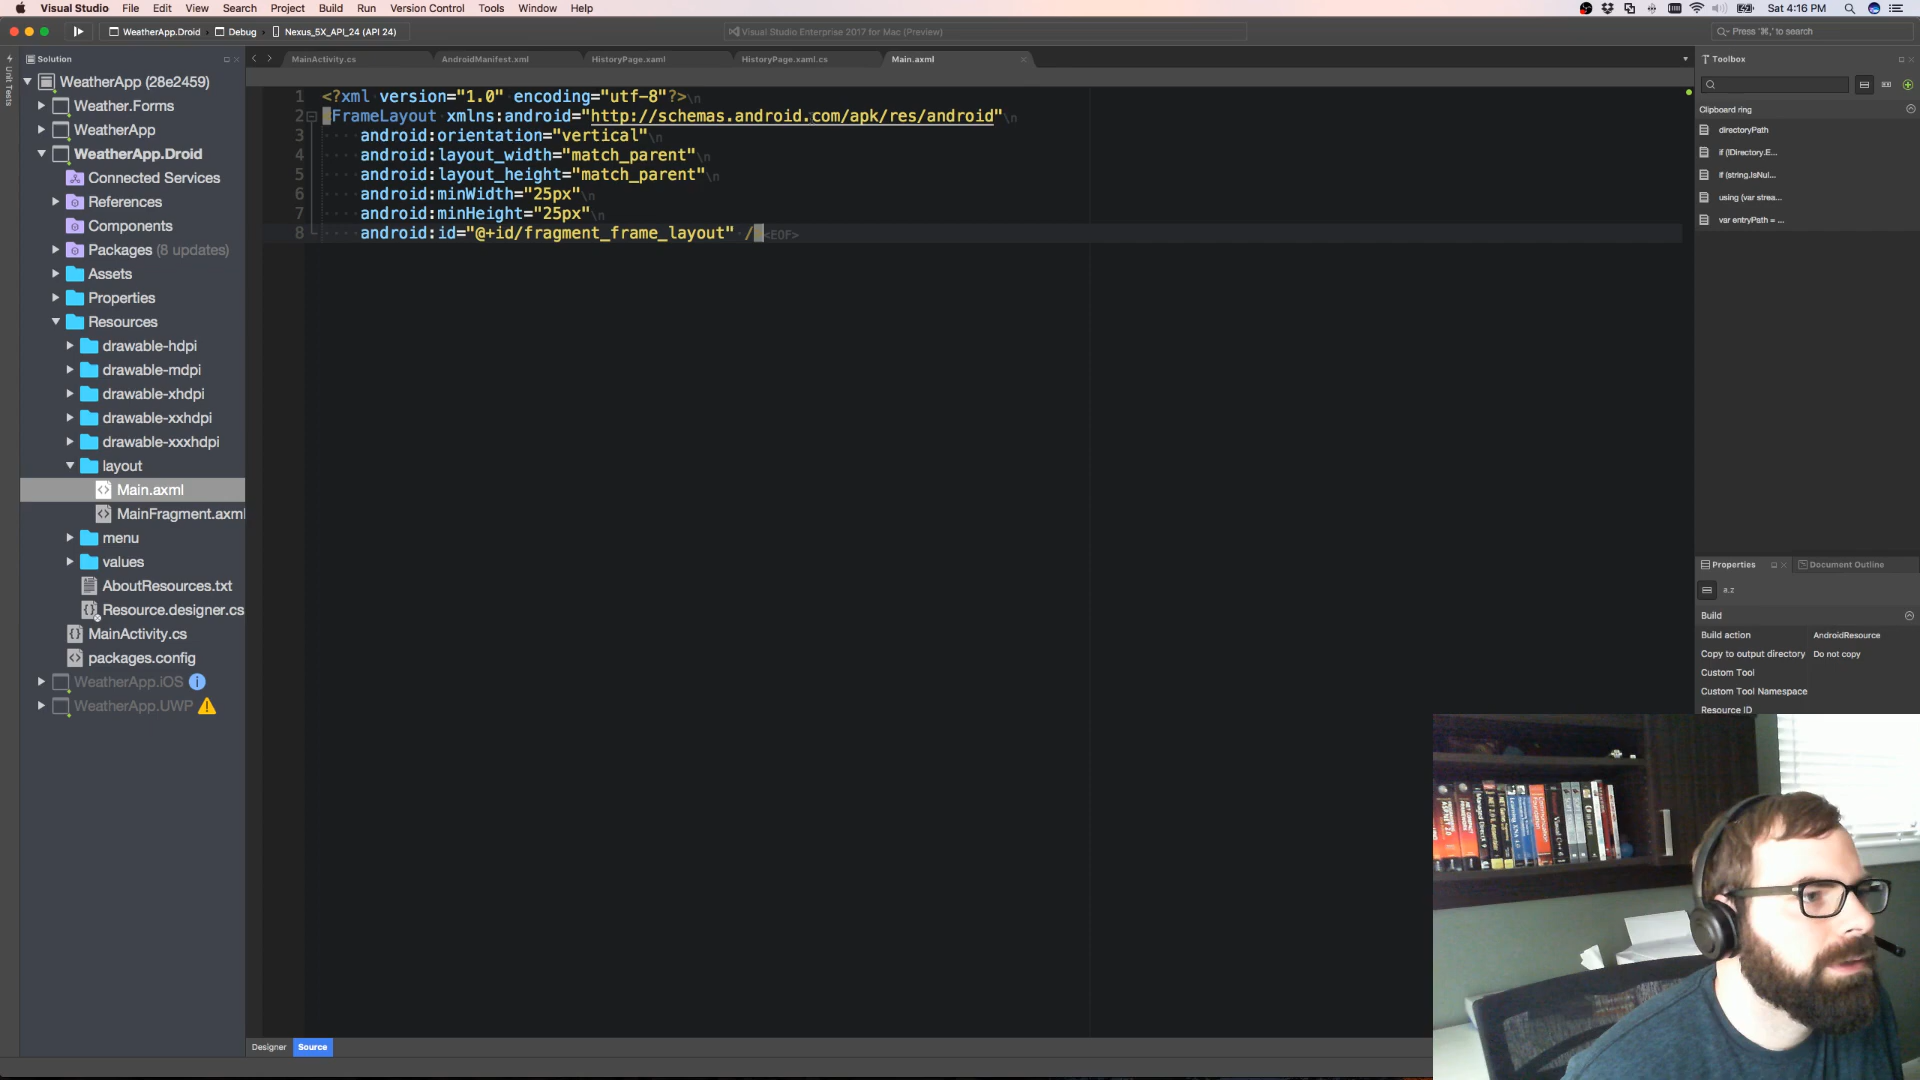 Visual Studio File Edit View Search Project Build Run Version Control Tools Window Help
Sat 4:16 PM
WeatherApp.Droid Debug Nexus_5X_API_24 (API 24)
Visual Studio Enterprise 2017 for Mac (Preview)
Press '⌘,' to search
Unit Tests
Solution
WeatherApp (28e2459)
Weather.Forms
WeatherApp
WeatherApp.Droid
Connected Services
References
Components
Packages (8 updates)
Assets
Properties
Resources
drawable-hdpi
drawable-mdpi
drawable-xhdpi
drawable-xxhdpi
drawable-xxxhdpi
layout
Main.axml
MainFragment.axml
menu
values
AboutResources.txt
Resource.designer.cs
MainActivity.cs
packages.config
WeatherApp.iOS
WeatherApp.UWP
MainActivity.cs AndroidManifest.xml HistoryPage.xaml HistoryPage.xaml.cs Main.axml
1 <?xml version="1.0" encoding="utf-8"?>\n
2 <FrameLayout xmlns:android="http://schemas.android.com/apk/res/android"\n
3 android:orientation="vertical"\n
4 android:layout_width="match_parent"\n
5 android:layout_height="match_parent"\n
6 android:minWidth="25px"\n
7 android:minHeight="25px"\n
8 android:id="@+id/fragment_frame_layout" /><EOF>
Designer Source
Toolbox
Clipboard ring
directoryPath
if (!Directory.E...
if (string.IsNul...
using (var strea...
var entryPath = ...
Properties Document Outline
a.z
Build
Build action AndroidResource
Copy to output directory Do not copy
Custom Tool
Custom Tool Namespace
Resource ID